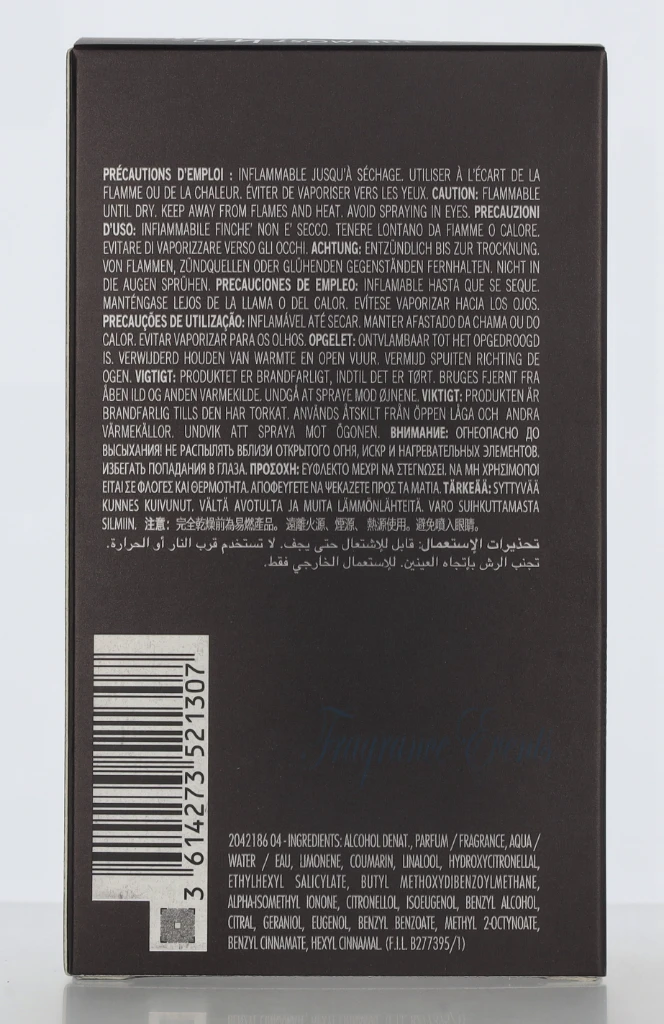 PRÉCAUTIONS D'EMPLOI : INFLAMMABLE JUSQU'À SÉCHAGE. UTILISER À L'ÉCART DE LA
FLAMME OU DE LA CHALEUR. ÉVITER DE VAPORISER VERS LES YEUX. CAUTION: FLAMMABLE
UNTIL DRY. KEEP AWAY FROM FLAMES AND HEAT. AVOID SPRAYING IN EYES. PRECAUZIONI
D'USO: INFIAMMABILE FINCHE' NON E' SECCO. TENERE LONTANO DA FIAMME O CALORE.
EVITARE DI VAPORIZZARE VERSO GLI OCCHI. ACHTUNG: ENTZÜNDLICH BIS ZUR TROCKNUNG.
VON FLAMMEN, ZÜNDQUELLEN ODER GLÜHENDEN GEGENSTÄNDEN FERNHALTEN. NICHT IN
DIE AUGEN SPRÜHEN. PRECAUCIONES DE EMPLEO: INFLAMABLE HASTA QUE SE SEQUE.
MANTÉNGASE LEJOS DE LA LLAMA O DEL CALOR. EVÍTESE VAPORIZAR HACIA LOS OJOS.
PRECAUÇÕES DE UTILIZAÇÃO: INFLAMÁVEL ATÉ SECAR. MANTER AFASTADO DA CHAMA OU DO
CALOR. EVITAR VAPORIZAR PARA OS OLHOS. OPGELET: ONTVLAMBAAR TOT HET OPGEDROOGD
IS. VERWIJDERD HOUDEN VAN WARMTE EN OPEN VUUR. VERMIJD SPUITEN RICHTING DE
OGEN. VIGTIGT: PRODUKTET ER BRANDFARLIGT, INDTIL DET ER TØRT. BRUGES FJERNT FRA
ÅBEN ILD OG ANDEN VARMEKILDE. UNDGÅ AT SPRAYE MOD ØJNENE. VIKTIGT: PRODUKTEN ÄR
BRANDFARLIG TILLS DEN HAR TORKAT. ANVÄNDS ÅTSKILT FRÅN ÖPPEN LÅGA OCH ANDRA
VÄRMEKÄLLOR. UNDVIK ATT SPRAYA MOT ÖGONEN. ВНИМАНИЕ: ОГНЕОПАСНО ДО
ВЫСЫХАНИЯ! НЕ РАСПЫЛЯТЬ ВБЛИЗИ ОТКРЫТОГО ОГНЯ, ИСКР И НАГРЕВАТЕЛЬНЫХ ЭЛЕМЕНТОВ.
ИЗБЕГАТЬ ПОПАДАНИЯ В ГЛАЗА. ΠΡΟΣΟΧΗ: ΕΥΦΛΕΚΤΟ ΜΕΧΡΙ ΝΑ ΣΤΕΓΝΩΣΕΙ. ΝΑ ΜΗ ΧΡΗΣΙΜΟΠΟΙ
ΕΙΤΑΙ ΣΕ ΦΛΟΓΕΣ ΚΑΙ ΘΕΡΜΟΤΗΤΑ. ΑΠΟΦΕΥΓΕΤΕ ΝΑ ΨΕΚΑΖΕΤΕ ΠΡΟΣ ΤΑ ΜΑΤΙΑ. TÄRKEÄÄ: SYTTYVÄÄ
KUNNES KUIVUNUT. VÄLTÄ AVOTULTA JA MUITA LÄMMÖNLÄHTEITÄ. VARO SUIHKUTTAMASTA
SILMIIN. 注意: 完全乾燥前為易燃產品。遠離火源、煙源、熱源使用。避免噴入眼睛。
تحذيرات الإستعمال: قابل للإشتعال حتى يجف. لا تستخدم قرب النار أو الحرارة.
تجنب الرش بإتجاه العينين. للإستعمال الخارجي فقط.
3 614273 521307
2042186 04 - INGREDIENTS: ALCOHOL DENAT., PARFUM / FRAGRANCE, AQUA /
WATER / EAU, LIMONENE, COUMARIN, LINALOOL, HYDROXYCITRONELLAL,
ETHYLHEXYL SALICYLATE, BUTYL METHOXYDIBENZOYLMETHANE,
ALPHA-ISOMETHYL IONONE, CITRONELLOL, ISOEUGENOL, BENZYL ALCOHOL,
CITRAL, GERANIOL, EUGENOL, BENZYL BENZOATE, METHYL 2-OCTYNOATE,
BENZYL CINNAMATE, HEXYL CINNAMAL. (F.I.L. B277395/1)